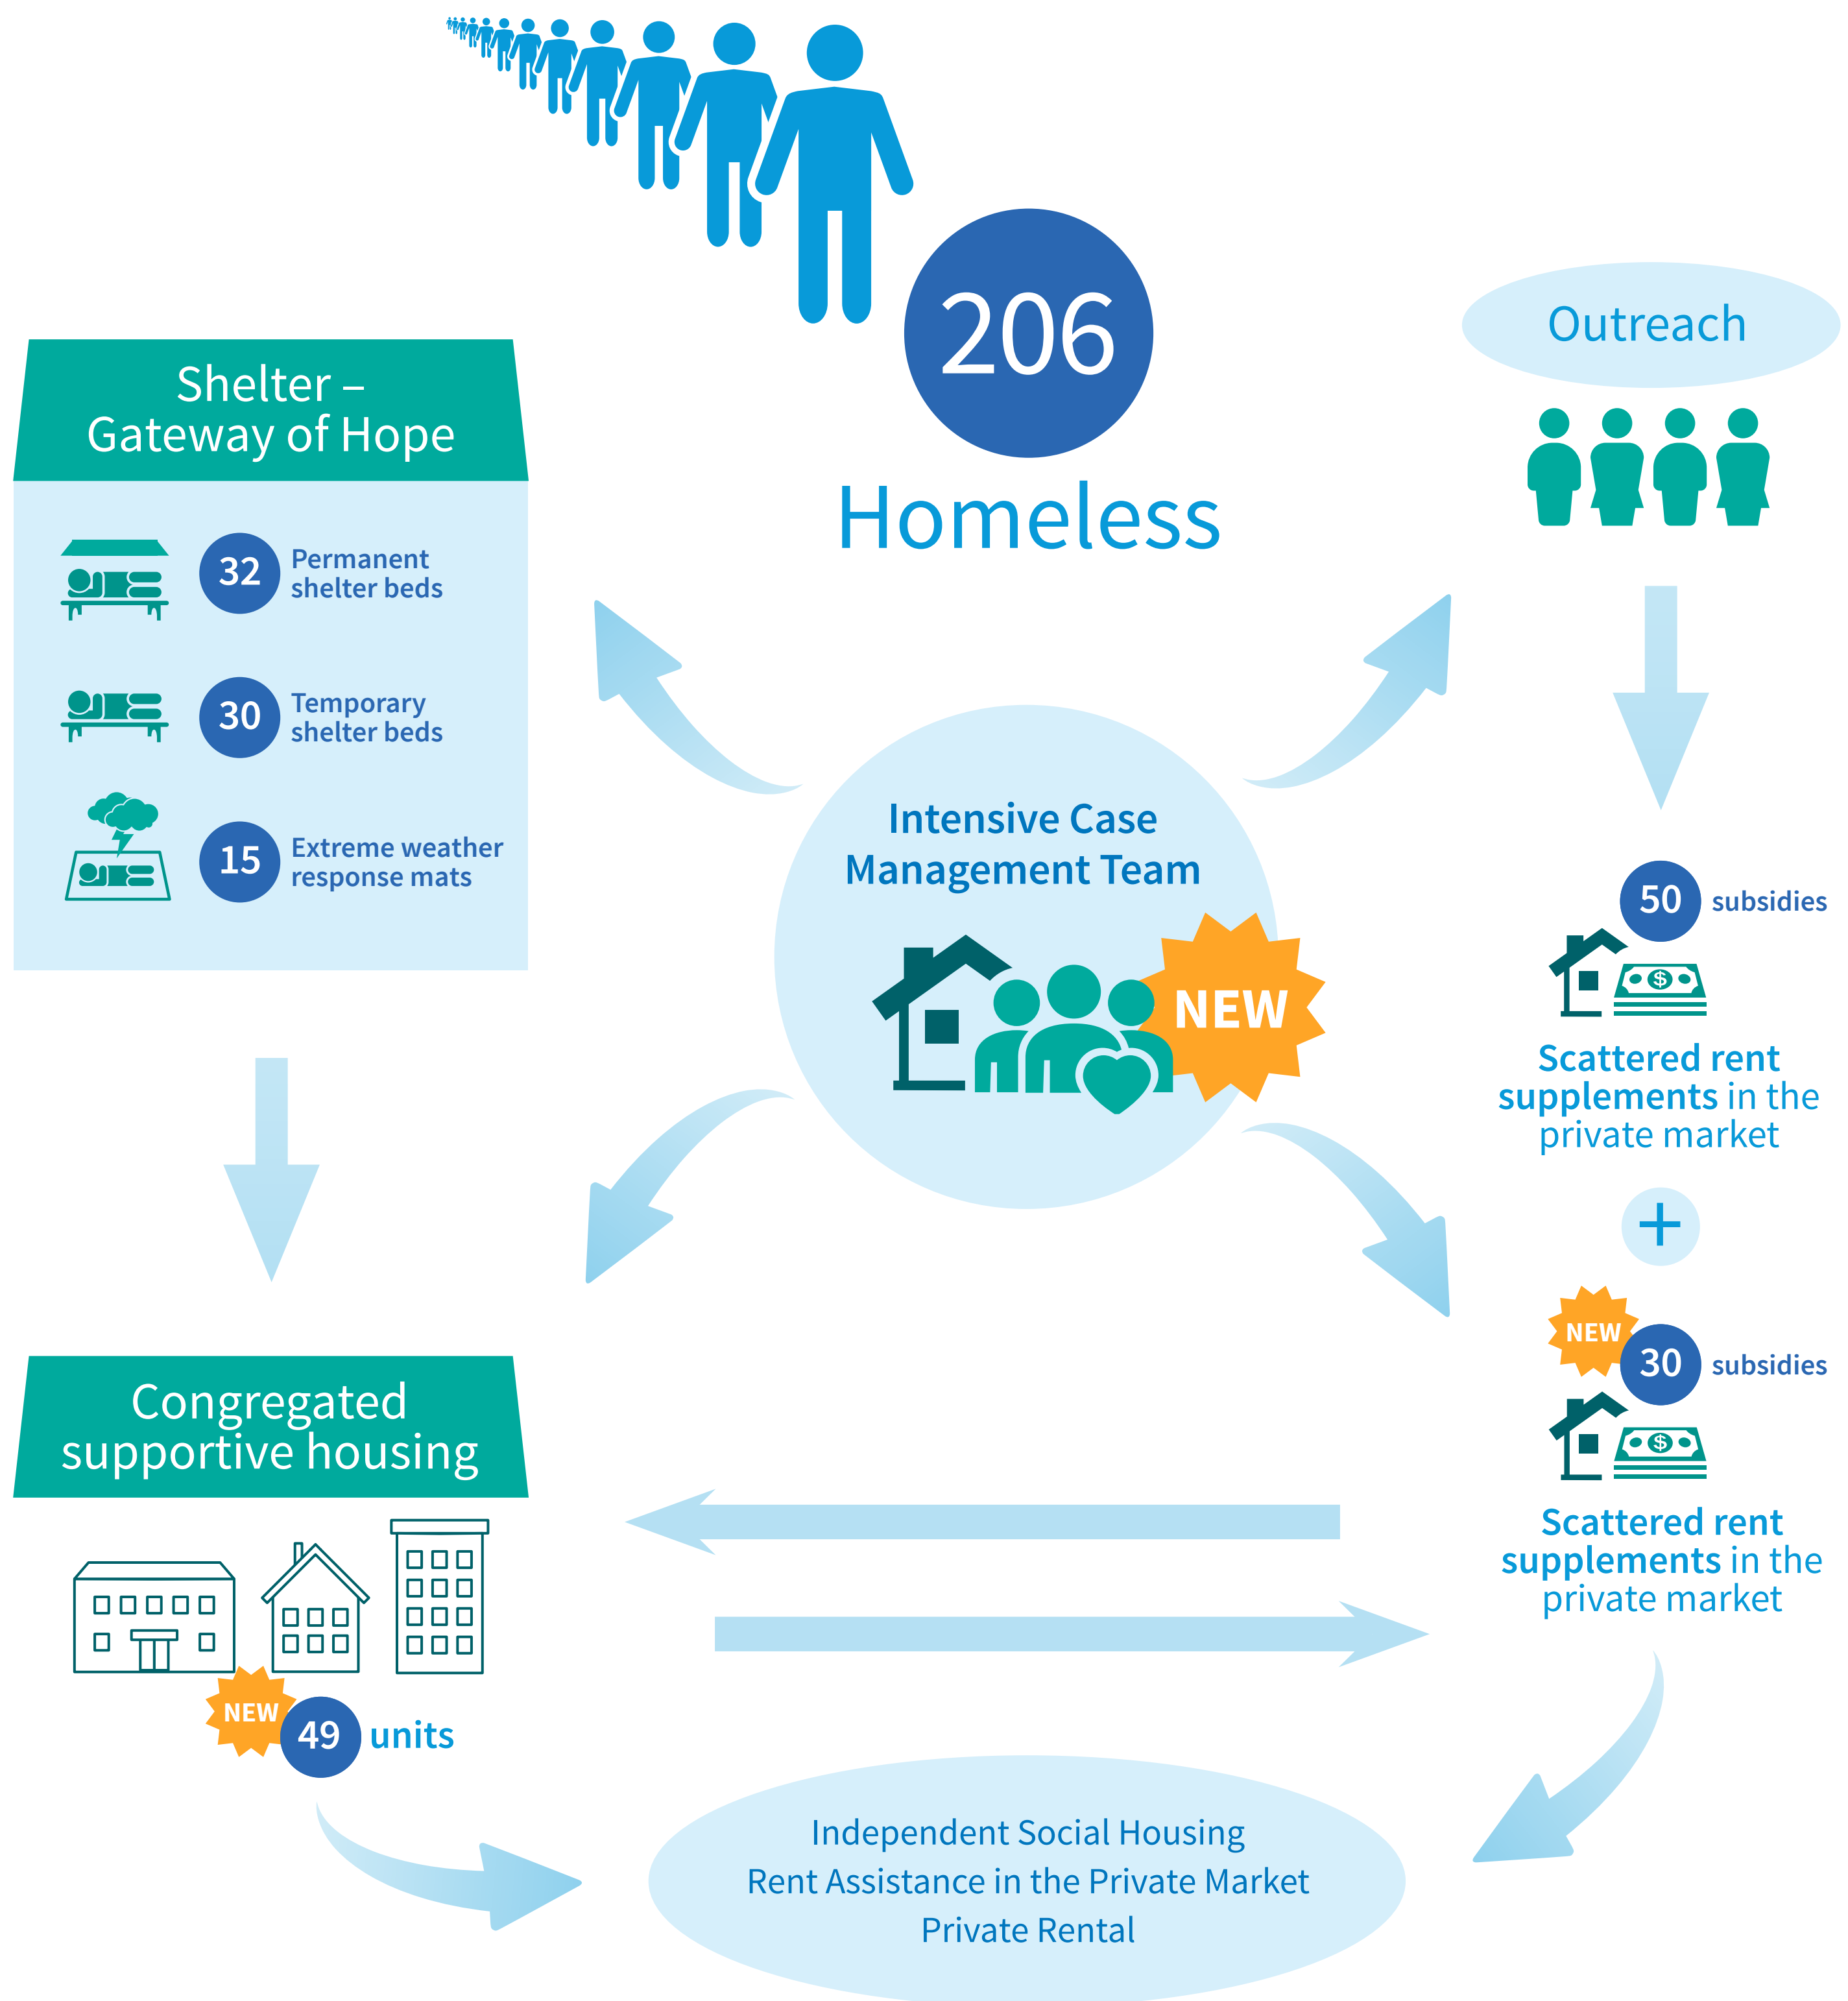 206
Homeless
Outreach
Shelter –
Gateway of Hope
32
Permanent
shelter beds
30
Temporary
shelter beds
15
Extreme weather
response mats
Intensive Case
Management Team
NEW
50
subsidies
$
Scattered rent
supplements in the
private market
+
NEW
30
subsidies
$
Scattered rent
supplements in the
private market
Congregated
supportive housing
NEW
49
units
Independent Social Housing
Rent Assistance in the Private Market
Private Rental